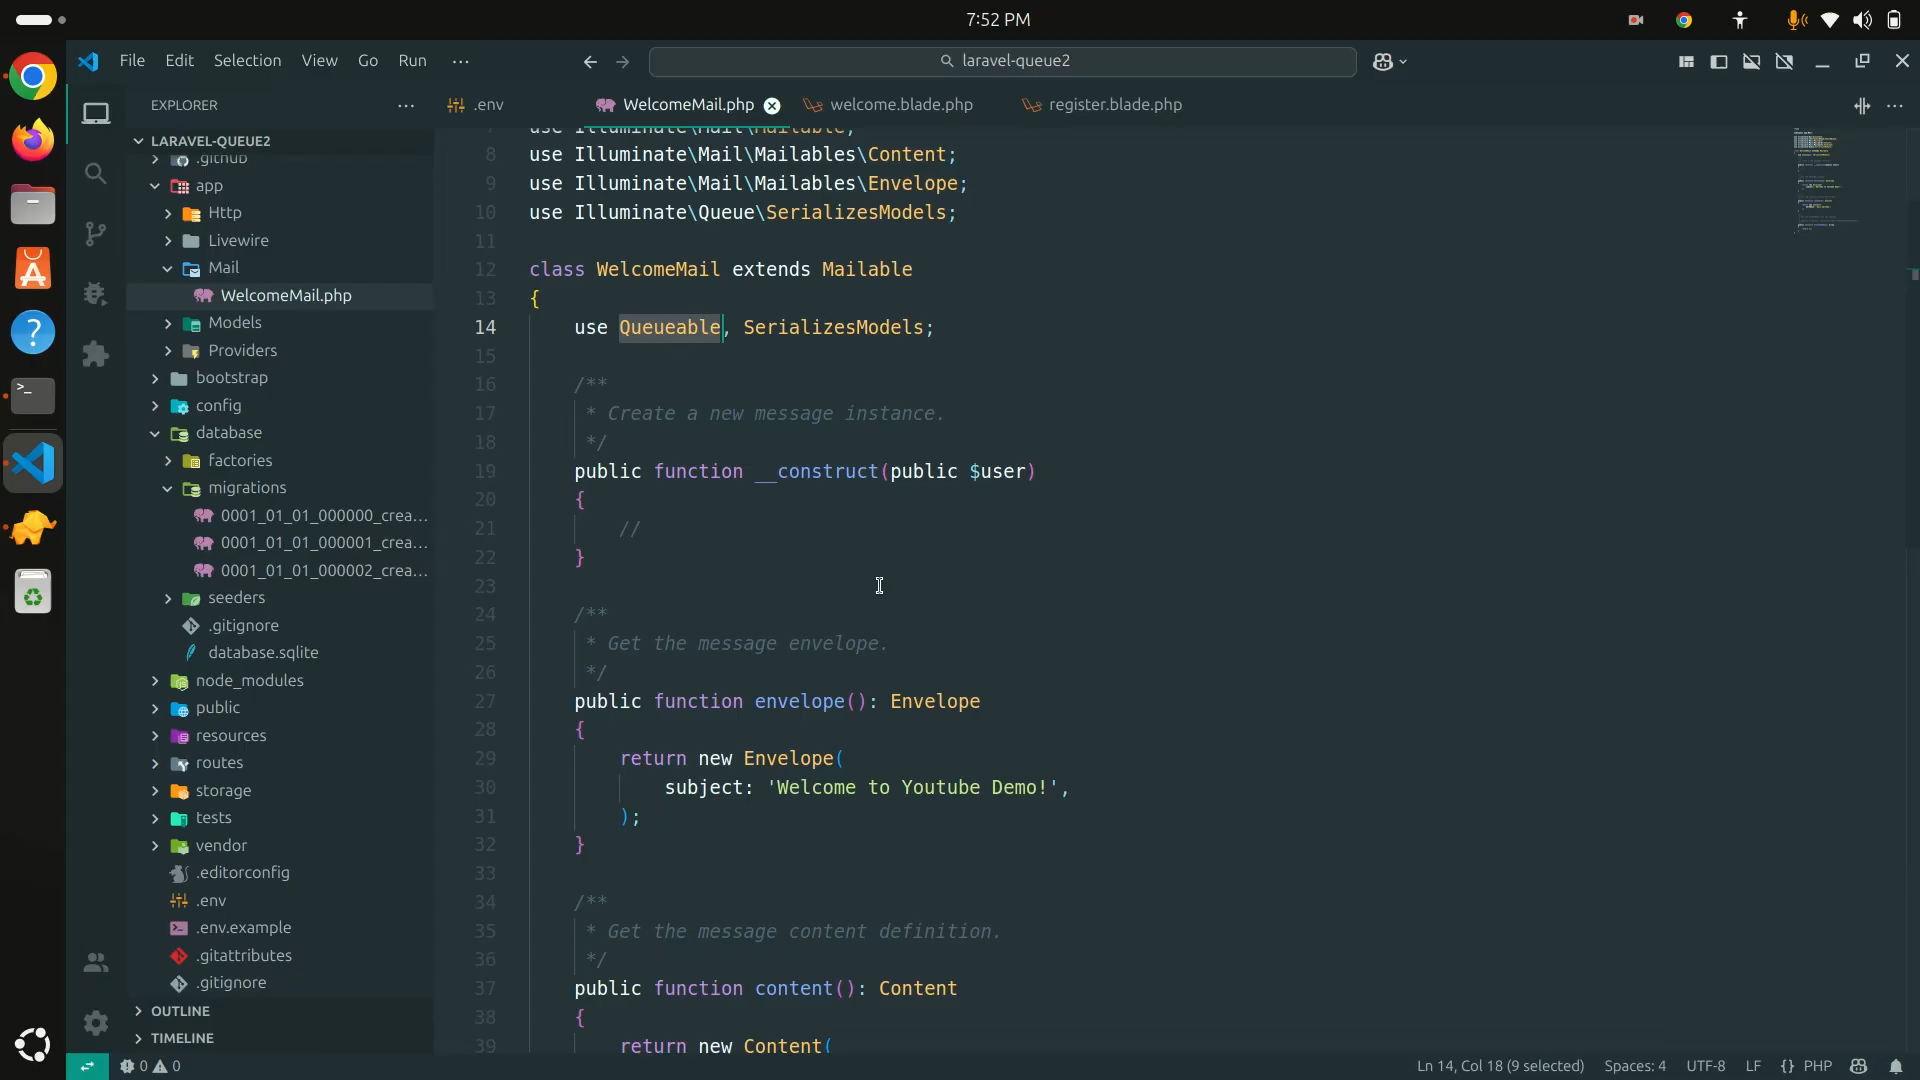 7:52 PM
File Edit Selection View Go Run ···
laravel-queue2
EXPLORER
.env
WelcomeMail.php
welcome.blade.php
register.blade.php
LARAVEL-QUEUE2
.github
app
Http
Livewire
Mail
WelcomeMail.php
Models
Providers
bootstrap
config
database
factories
migrations
0001_01_01_000000_crea...
0001_01_01_000001_crea...
0001_01_01_000002_crea...
seeders
.gitignore
database.sqlite
node_modules
public
resources
routes
storage
tests
vendor
.editorconfig
.env
.env.example
.gitattributes
.gitignore
OUTLINE
TIMELINE
7 use Illuminate\Mail\Mailable;
8 use Illuminate\Mail\Mailables\Content;
9 use Illuminate\Mail\Mailables\Envelope;
10 use Illuminate\Queue\SerializesModels;
11
12 class WelcomeMail extends Mailable
13 {
14 use Queueable, SerializesModels;
15
16 /**
17 * Create a new message instance.
18 */
19 public function __construct(public $user)
20 {
21 //
22 }
23
24 /**
25 * Get the message envelope.
26 */
27 public function envelope(): Envelope
28 {
29 return new Envelope(
30 subject: 'Welcome to Youtube Demo!',
31 );
32 }
33
34 /**
35 * Get the message content definition.
36 */
37 public function content(): Content
38 {
39 return new Content(
0 0
Ln 14, Col 18 (9 selected) Spaces: 4 UTF-8 LF {} PHP